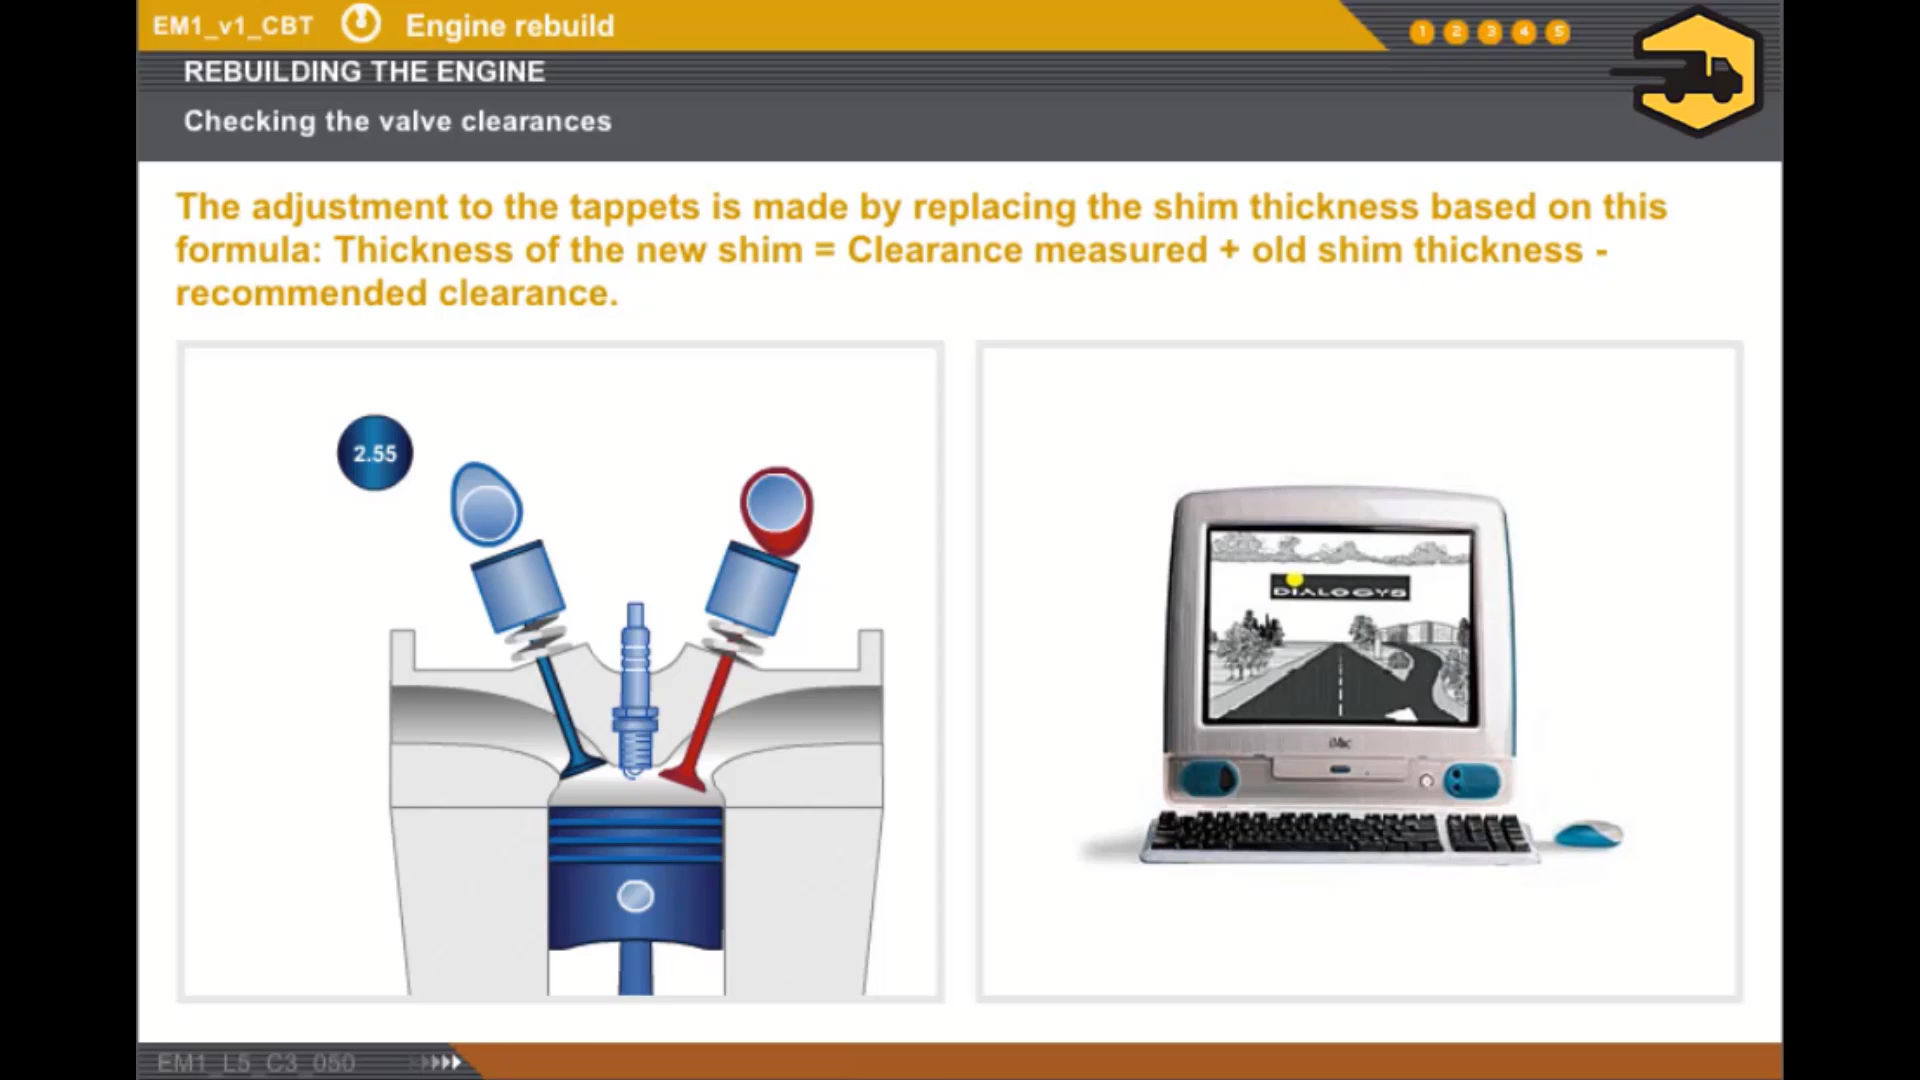 EM1_v1_CBT Engine rebuild 1 2 3 4 5
REBUILDING THE ENGINE
Checking the valve clearances
The adjustment to the tappets is made by replacing the shim thickness based on this
formula: Thickness of the new shim = Clearance measured + old shim thickness -
recommended clearance.
2.55
DIALOGYS
iMac
EM1_L5_C3_050